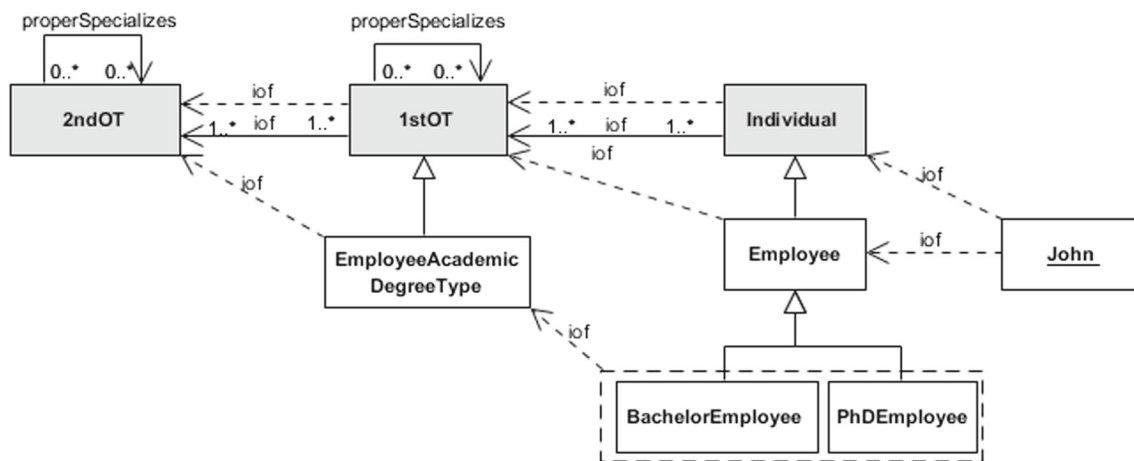 properSpecializes
properSpecializes
0..* 0..*
0..* 0..*
2ndOT
iof
1stOT
iof
Individual
1..* iof 1..*
1..* iof 1..*
iof
iof
iof
EmployeeAcademic
DegreeType
Employee
iof
John
iof
BachelorEmployee
PhDEmployee